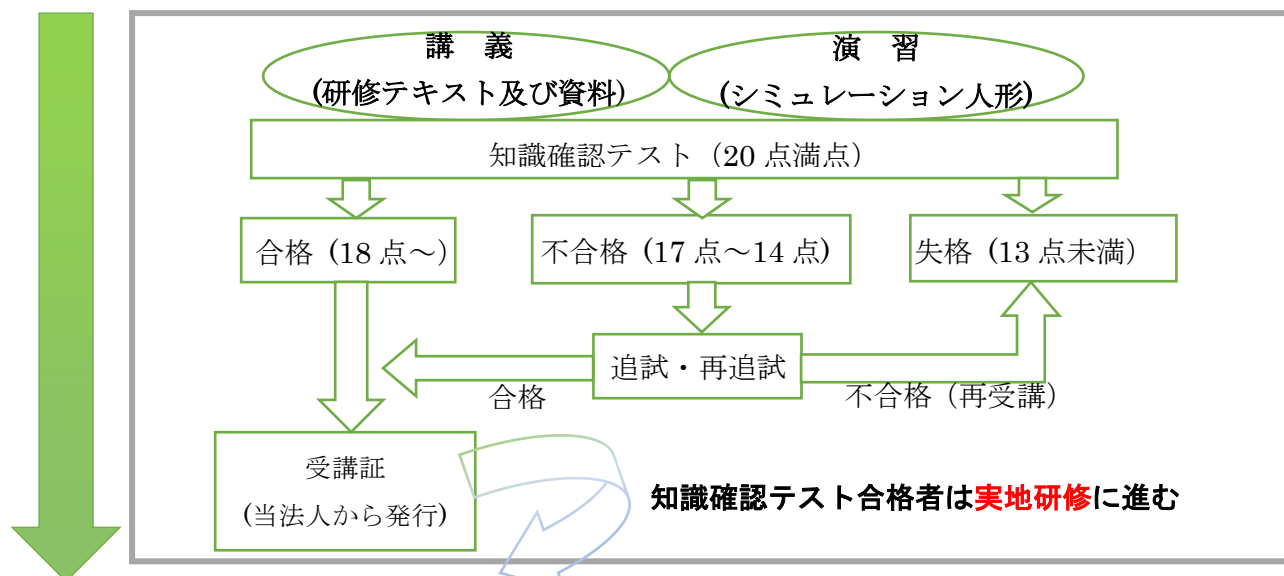 講　義
(研修テキスト及び資料)
演　習
(シミュレーション人形)
知識確認テスト（20 点満点）
合格（18 点～）
不合格（17 点～14 点)
失格（13 点未満）
追試・再追試
合格
不合格（再受講）
受講証
(当法人から発行)
知識確認テスト合格者は実地研修に進む